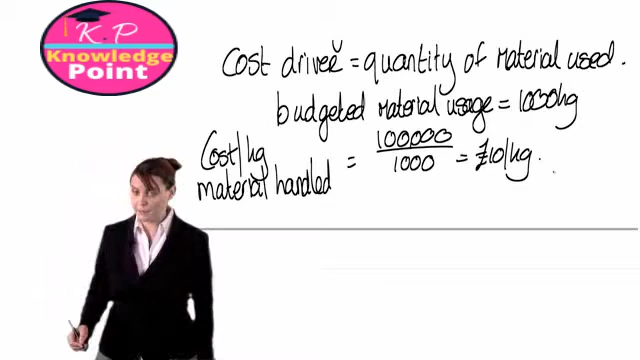 K.P
Knowledge
Point
Cost driver = quantity of material used.
budgeted material usage = 1000kg
Cost/kg
material handled = 100000/1000 = £10/kg.